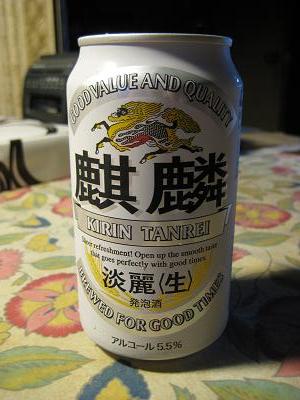 GOOD VALUE AND QUALITY
麒麟
KIRIN TANREI
refreshment! Open up the smooth taste
that goes perfectly with good times.
淡麗〈生〉
発泡酒
BREWED FOR GOOD TIMES
アルコール 5.5%